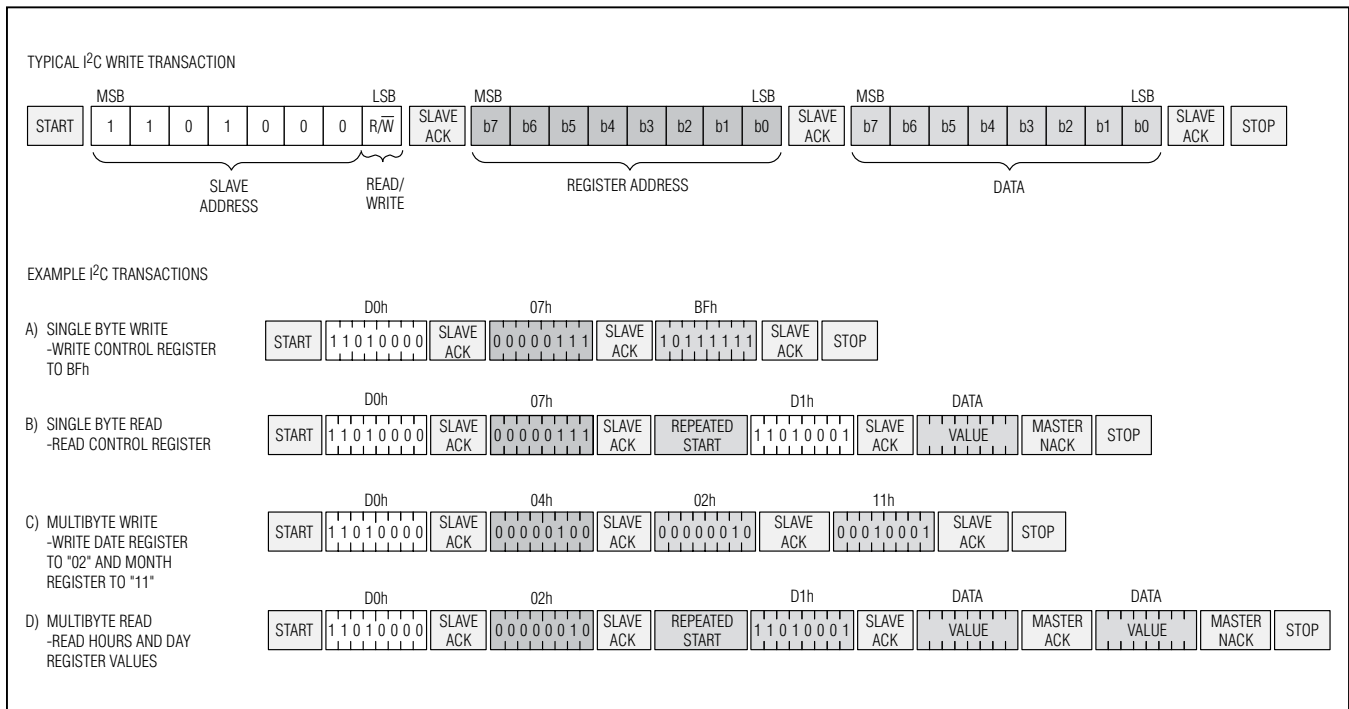 TYPICAL I2C WRITE TRANSACTION
MSB LSB MSB LSB MSB LSB
START 1 1 0 1 0 0 0 R/W̅ SLAVE ACK b7 b6 b5 b4 b3 b2 b1 b0 SLAVE ACK b7 b6 b5 b4 b3 b2 b1 b0 SLAVE ACK STOP
SLAVE ADDRESS READ/WRITE REGISTER ADDRESS DATA
EXAMPLE I2C TRANSACTIONS
D0h 07h BFh
A) SINGLE BYTE WRITE
-WRITE CONTROL REGISTER
TO BFh
START 11010000 SLAVE ACK 00000111 SLAVE ACK 10111111 SLAVE ACK STOP
D0h 07h D1h DATA
B) SINGLE BYTE READ
-READ CONTROL REGISTER
START 11010000 SLAVE ACK 00000111 SLAVE ACK REPEATED START 11010001 SLAVE ACK VALUE MASTER NACK STOP
D0h 04h 02h 11h
C) MULTIBYTE WRITE
-WRITE DATE REGISTER
TO "02" AND MONTH
REGISTER TO "11"
START 11010000 SLAVE ACK 00000100 SLAVE ACK 00000010 SLAVE ACK 00010001 SLAVE ACK STOP
D0h 02h D1h DATA DATA
D) MULTIBYTE READ
-READ HOURS AND DAY
REGISTER VALUES
START 11010000 SLAVE ACK 00000010 SLAVE ACK REPEATED START 11010001 SLAVE ACK VALUE MASTER ACK VALUE MASTER NACK STOP